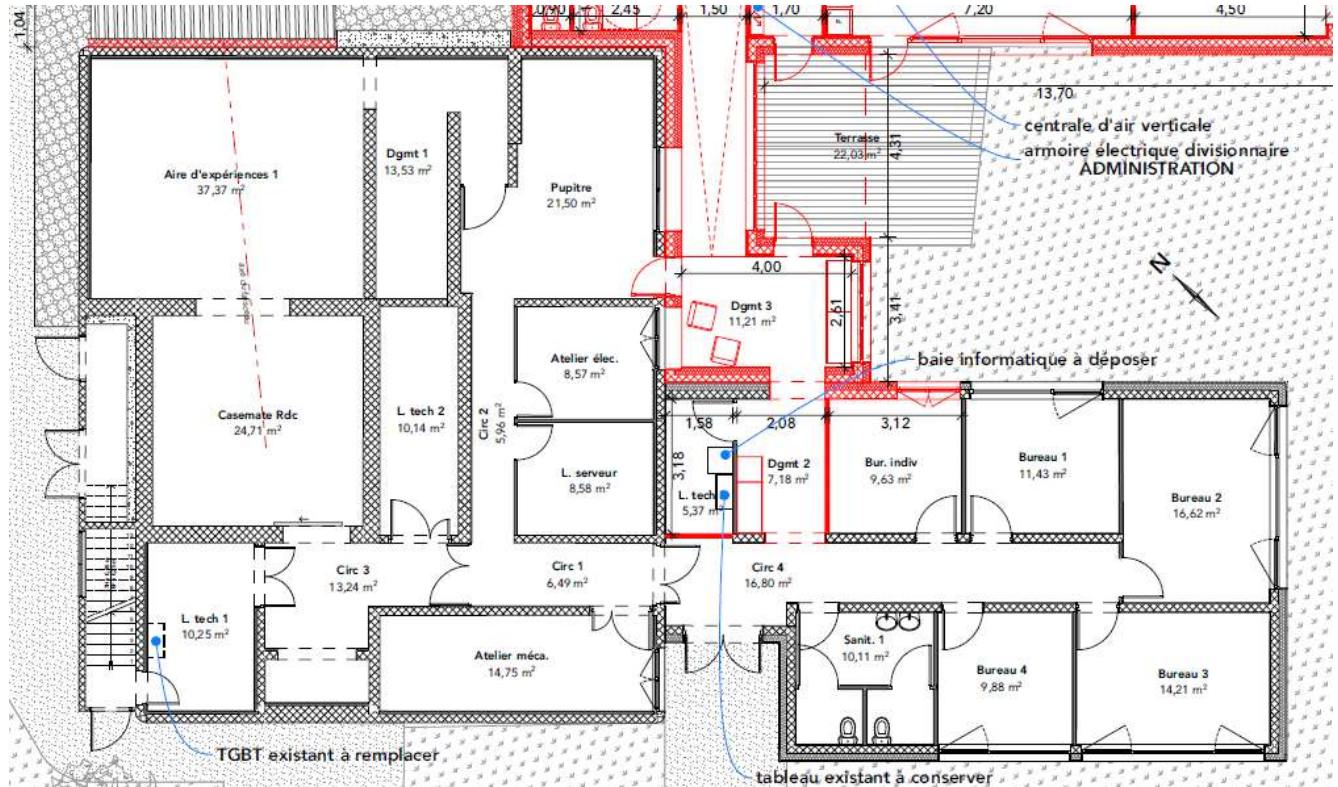 1.04
0,90
2,45
1,50
1,70
7,20
4,50
13,70
centrale d'air verticale
armoire électrique divisionnaire
ADMINISTRATION
Terrasse
22,03 m²
4,31
Dgmt 1
13,53 m²
Aire d'expériences 1
37,37 m²
Pupitre
21,50 m²
N
4,00
Dgmt 3
11,21 m²
2,61
3,41
baie informatique à déposer
Atelier élec.
8,57 m²
Casemate Rdc
24,71 m²
L. tech 2
10,14 m²
Circ 2
5,96 m²
1,58
2,08
3,12
3,18
L. serveur
8,58 m²
L. tech
5,37 m²
Dgmt 2
7,18 m²
Bur. indiv
9,63 m²
Bureau 1
11,43 m²
Bureau 2
16,62 m²
Circ 3
13,24 m²
Circ 1
6,49 m²
Circ 4
16,80 m²
L. tech 1
10,25 m²
Atelier méca.
14,75 m²
Sanit. 1
10,11 m²
Bureau 4
9,88 m²
Bureau 3
14,21 m²
TGBT existant à remplacer
tableau existant à conserver